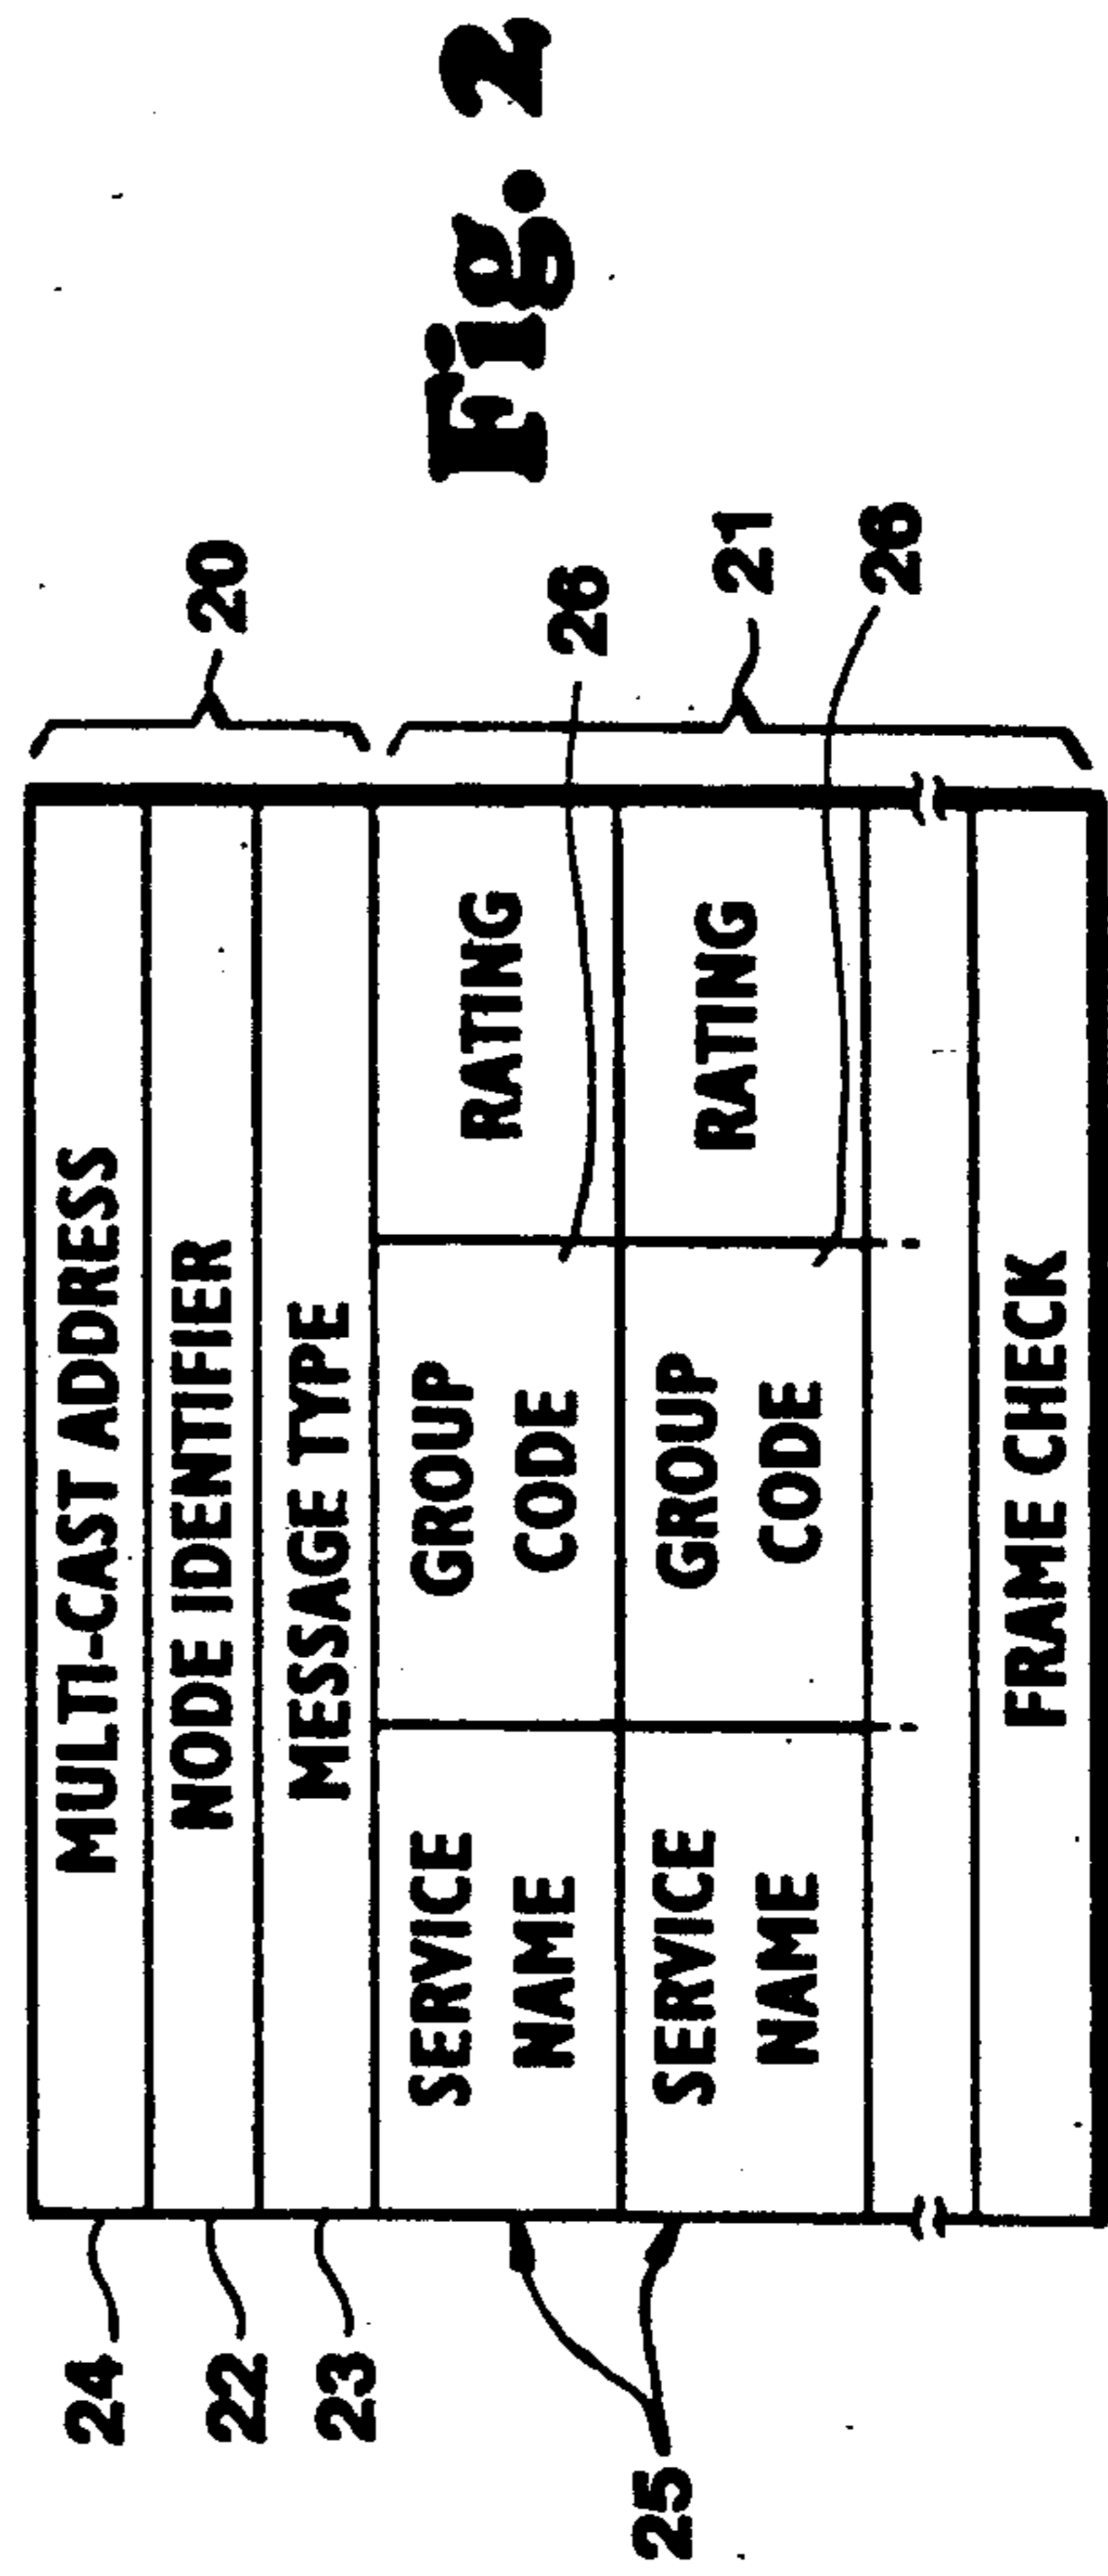 24
MULTI-CAST ADDRESS
20
22
NODE IDENTIFIER
23
MESSAGE TYPE
25
SERVICE
NAME
GROUP
CODE
RATING
26
SERVICE
NAME
GROUP
CODE
RATING
21
26
FRAME CHECK
Fig. 2